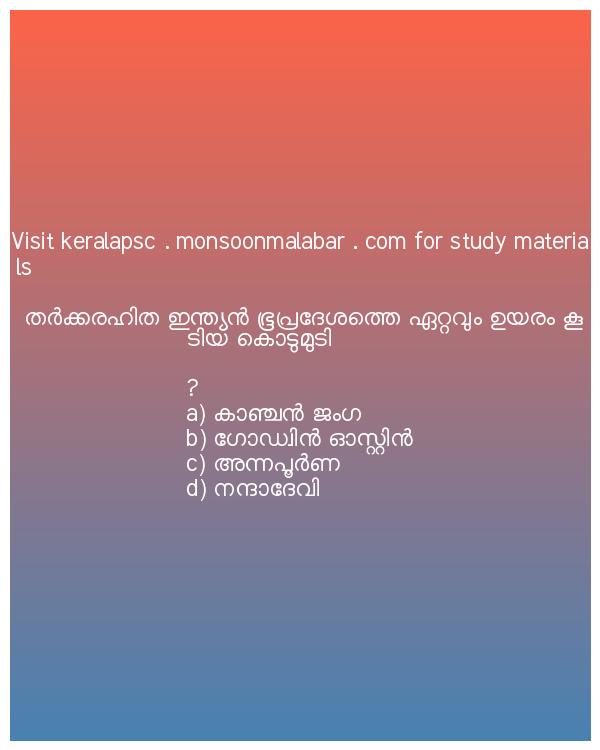 Visit keralapsc . monsoonmalabar . com for study materia
ls
തർക്കരഹിത ഇന്ത്യൻ ഭൂപ്രദേശത്തെ ഏറ്റവും ഉയരം കൂ
ടിയ കൊടുമുടി
?
a) കാഞ്ചൻ ജംഗ
b) ഗോഡ്വിൻ ഓസ്റ്റിൻ
c) അന്നപൂർണ
d) നന്ദാദേവി